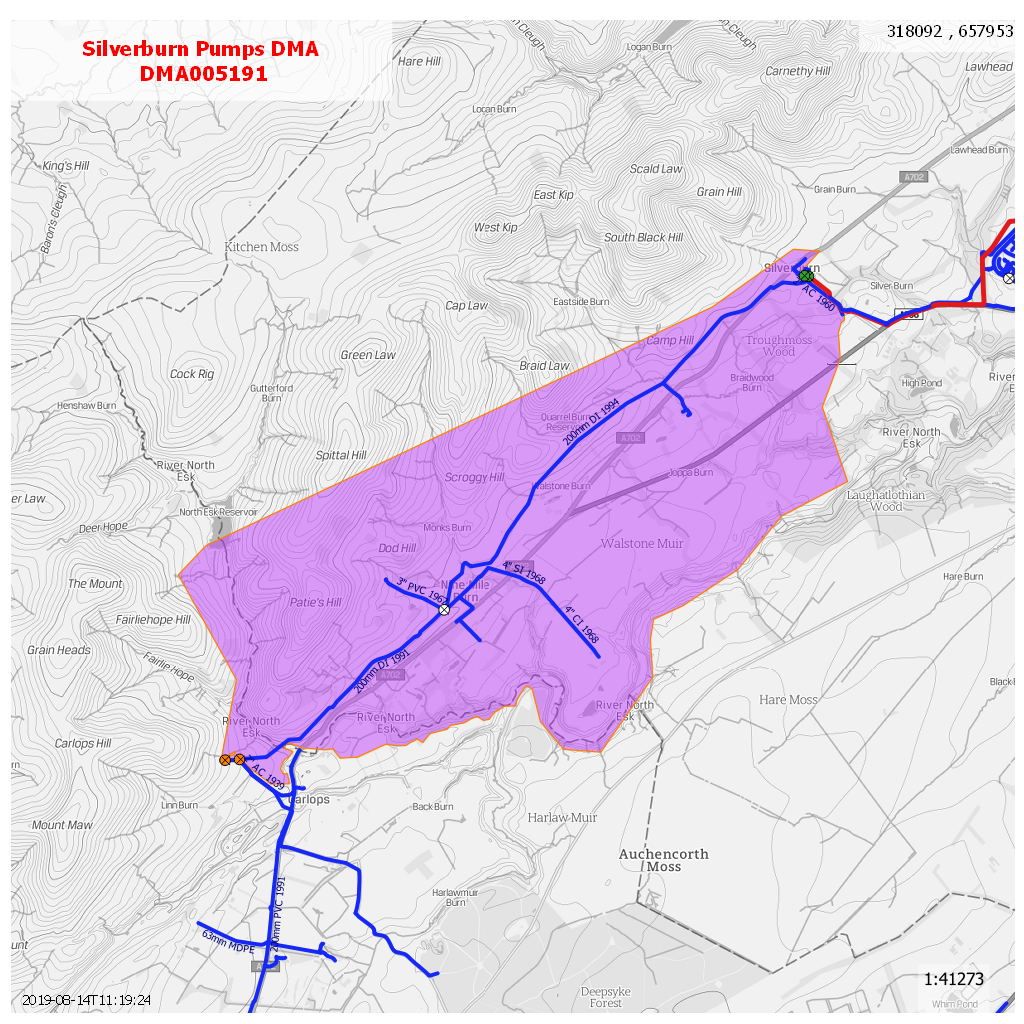 Silverburn Pumps DMA
DMA005191
318092 , 657953
Hare Hill
Logan Burn
Carnethy Hill
Lawhead
Logan Burn
Lawhead Burn
King's Hill
Baron's Cleugh
Scald Law
A702
Grain Hill
Grain Burn
East Kip
West Kip
South Black Hill
Kitchen Moss
Silverburn
Silver Burn
AC 1960
Eastside Burn
Cap Law
Camp Hill
Troughmoss
Wood
Green Law
Braid Law
Cock Rig
Gutterford
Burn
Braidwood
Burn
High Pond
Henshaw Burn
Quarrel Burn
Reservoir
200mm DI 1994
A702
River North
Esk
Spittal Hill
River North
Esk
Scroggy Hill
Joppa Burn
Walstone Burn
er Law
North Esk Reservoir
Laughatlothian
Wood
Deer Hope
Monks Burn
Walstone Muir
Dod Hill
The Mount
4" SI 1968
Hare Burn
3" PVC 1967
Nine Mile
Burn
Patie's Hill
4" CI 1968
Fairliehope Hill
Grain Heads
Fairlie Hope
200mm DI 1991
A702
Hare Moss
River North
Esk
River North
Esk
River North
Esk
Carlops Hill
AC 1939
Carlops
Linn Burn
Back Burn
Mount Maw
Harlaw Muir
Auchencorth
Moss
Harlawmuir
Burn
200mm PVC 1991
63mm MDPE
1:41273
Deepsyke
Forest
2019-08-14T11:19:24
Whim Pond